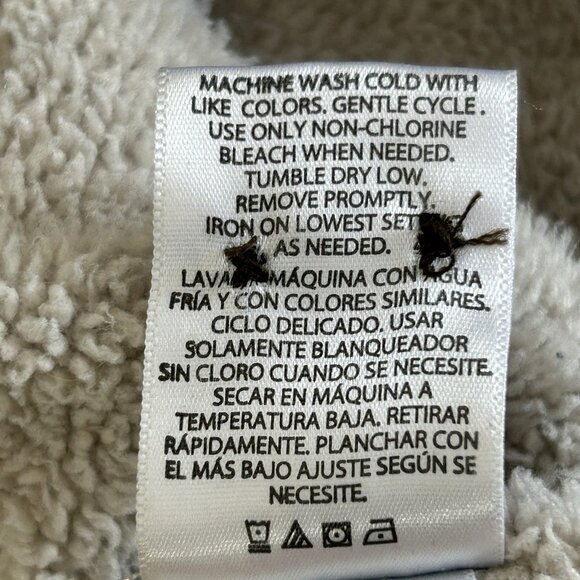 MACHINE WASH COLD WITH
LIKE COLORS. GENTLE CYCLE.
USE ONLY NON-CHLORINE
BLEACH WHEN NEEDED.
TUMBLE DRY LOW.
REMOVE PROMPTLY.
IRON ON LOWEST
AS NEEDED.
MÁQUINA CON AGUA
FRÍA Y CON COLORES SIMILARES.
CICLO DELICADO. USAR
SOLAMENTE BLANQUEADOR
SIN CLORO CUANDO SE NECESITE.
SECAR EN MÁQUINA A
TEMPERATURA BAJA. RETIRAR
RÁPIDAMENTE. PLANCHAR CON
EL MÁS BAJO AJUSTE SEGÚN SE
NECESITE.